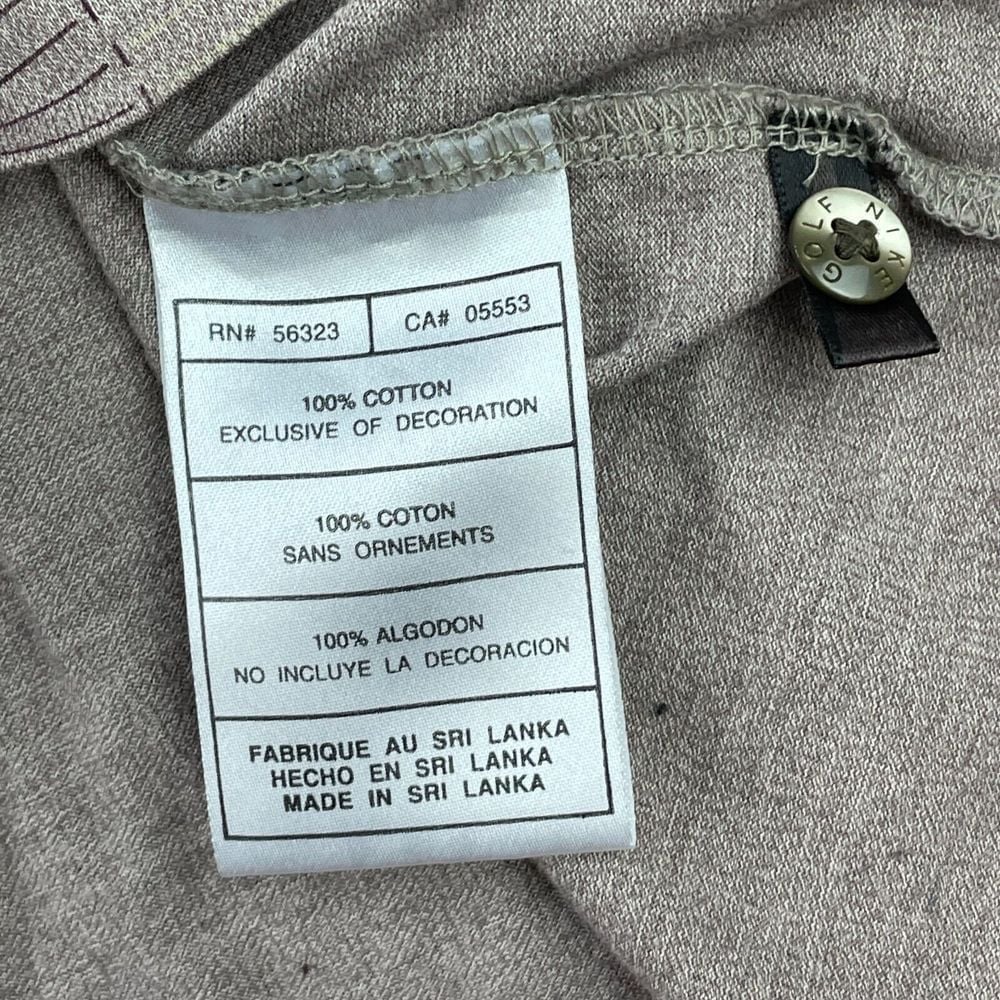 RN# 56323
CA# 05553
100% COTTON
EXCLUSIVE OF DECORATION
100% COTON
SANS ORNEMENTS
100% ALGODON
NO INCLUYE LA DECORACION
FABRIQUE AU SRI LANKA
HECHO EN SRI LANKA
MADE IN SRI LANKA
GOLF NIKE